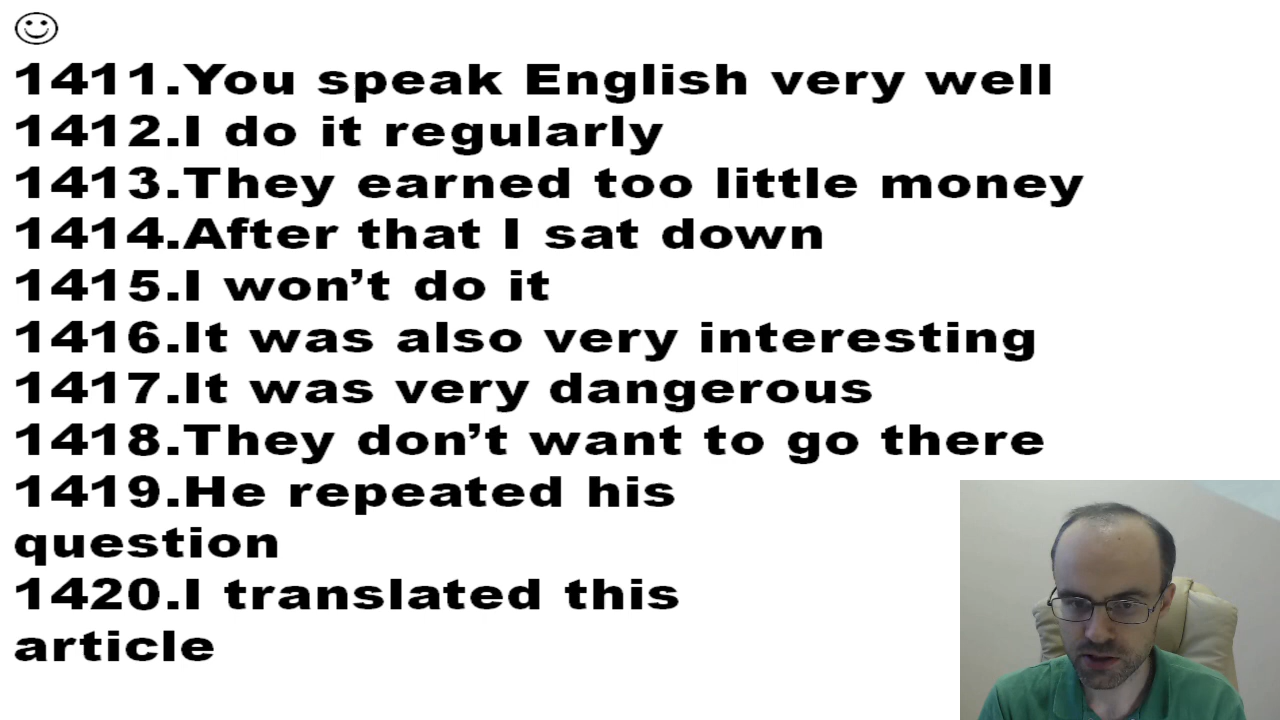 1411.You speak English very well
1412.I do it regularly
1413.They earned too little money
1414.After that I sat down
1415.I won’t do it
1416.It was also very interesting
1417.It was very dangerous
1418.They don’t want to go there
1419.He repeated his
question
1420.I translated this
article